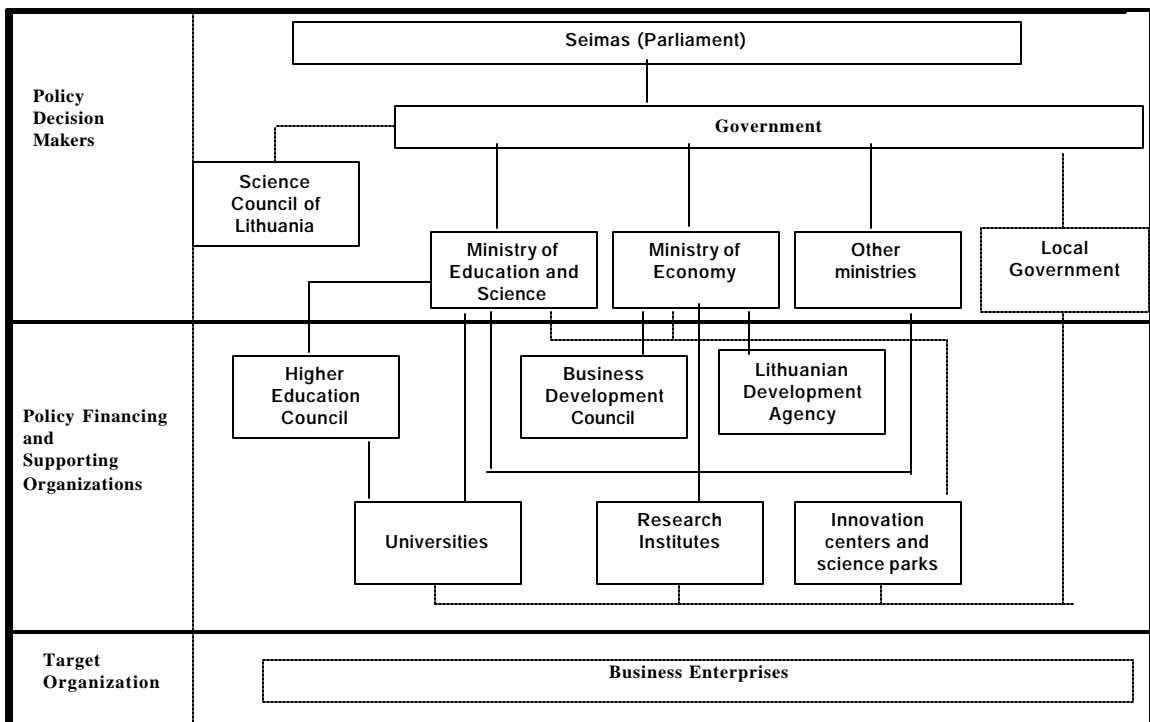 Seimas (Parliament)
Policy
Decision
Makers
Government
Science
Council of
Lithuania
Ministry of
Education and
Science
Ministry of
Economy
Other
ministries
Local
Government
Policy Financing
and
Supporting
Organizations
Higher
Education
Council
Business
Development
Council
Lithuanian
Development
Agency
Universities
Research
Institutes
Innovation
centers and
science parks
Target
Organization
Business Enterprises